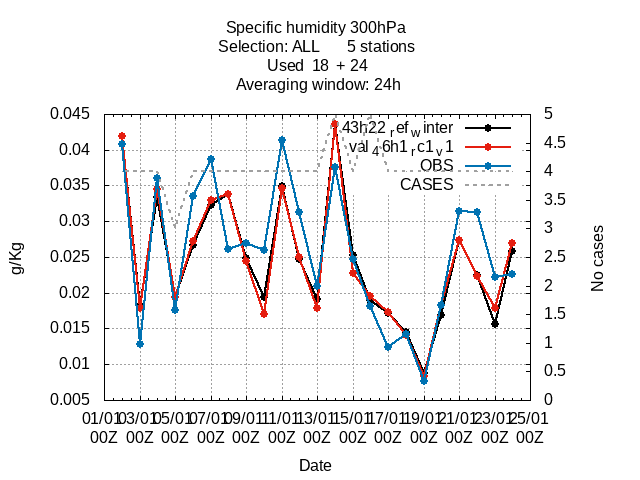 Specific humidity 300hPa
Selection: ALL 5 stations
Used 18 + 24
Averaging window: 24h
0.045
0.04
0.035
0.03
0.025
0.02
0.015
0.01
0.005
g/Kg
43h22_ref_winter
val_46h1_rc1_v1
OBS
CASES
5
4.5
4
3.5
3
2.5
2
1.5
1
0.5
0
No cases
01/01 03/01 05/01 07/01 09/01 11/01 13/01 15/01 17/01 19/01 21/01 23/01 25/01
00Z 00Z 00Z 00Z 00Z 00Z 00Z 00Z 00Z 00Z 00Z 00Z 00Z
Date